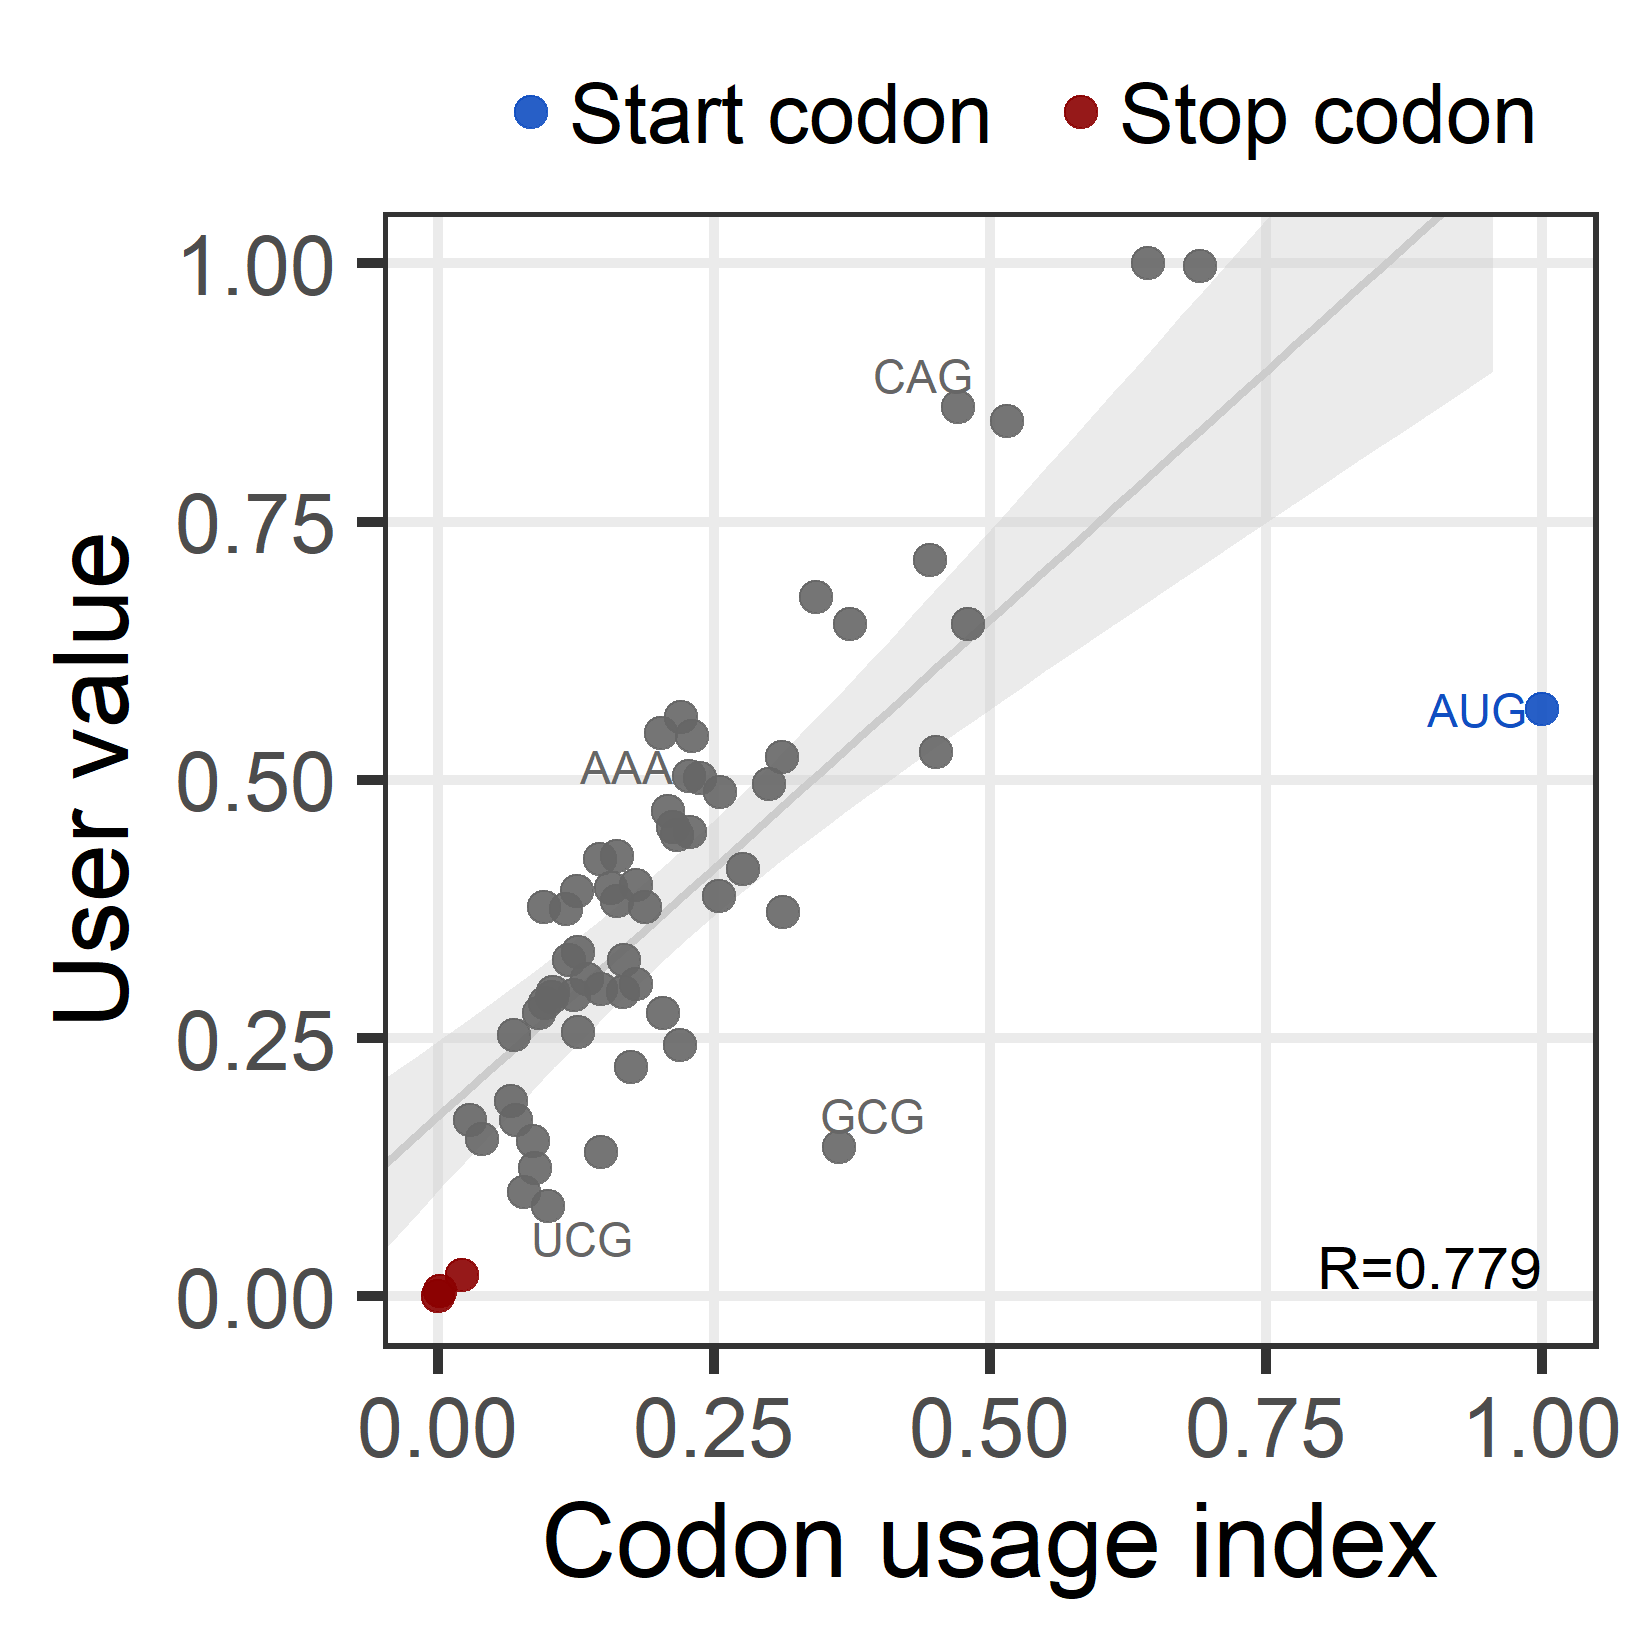 Start codon Stop codon
1.00
0.75
0.50
0.25
0.00
User value
CAG
AUG
AAA
GCG
UCG
R=0.779
0.00 0.25 0.50 0.75 1.00
Codon usage index